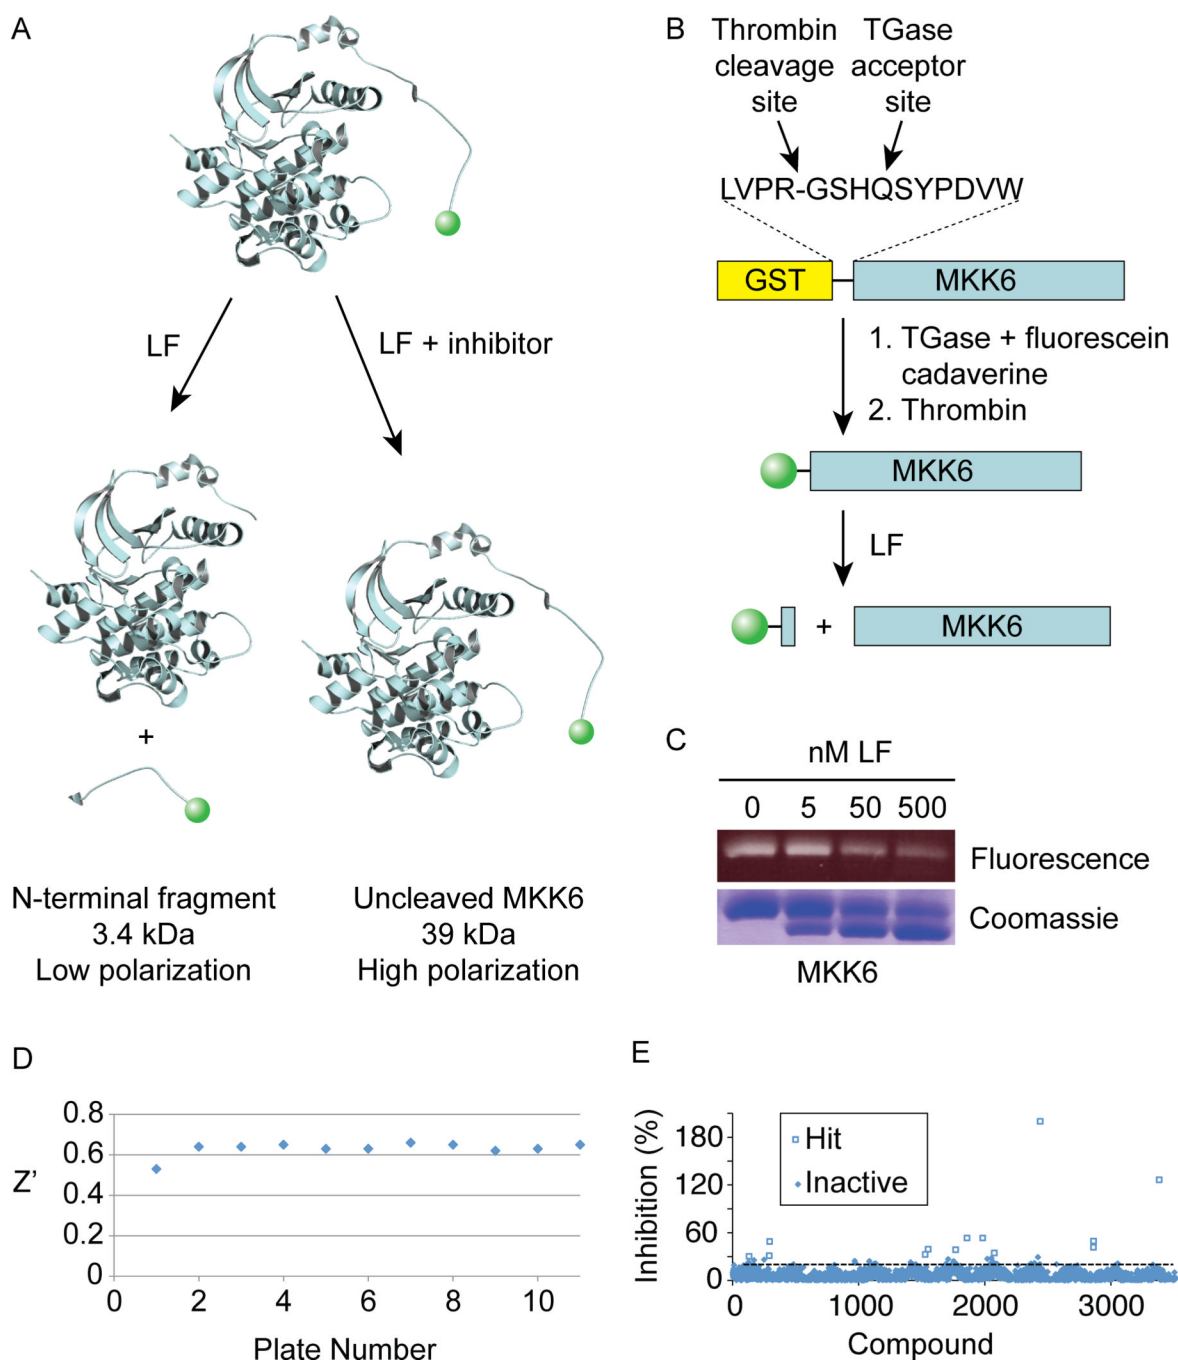 A
LF
LF + inhibitor
+
N-terminal fragment
3.4 kDa
Low polarization
Uncleaved MKK6
39 kDa
High polarization
B
Thrombin
cleavage
site
TGase
acceptor
site
LVPR-GSHQSYPDVW
GST
MKK6
1. TGase + fluorescein
cadaverine
2. Thrombin
MKK6
LF
+
MKK6
C
nM LF
0 5 50 500
Fluorescence
Coomassie
MKK6
D
Z'
0.8
0.6
0.4
0.2
0
0 2 4 6 8 10
Plate Number
E
Inhibition (%)
180
120
60
0
Hit
Inactive
0 1000 2000 3000
Compound